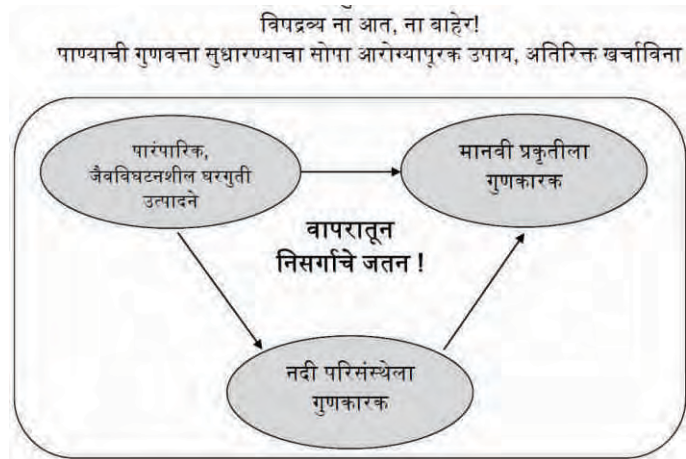 विषद्रव्य ना आत, ना बाहेर!
पाण्याची गुणवत्ता सुधारण्याचा सोपा आरोग्यापूरक उपाय, अतिरिक्त खर्चाविना
पारंपारिक,
जैवविघटनशील घरगुती
उत्पादने
मानवी प्रकृतीला
गुणकारक
वापरातून
निसर्गाचे जतन !
नदी परिसंस्थेला
गुणकारक